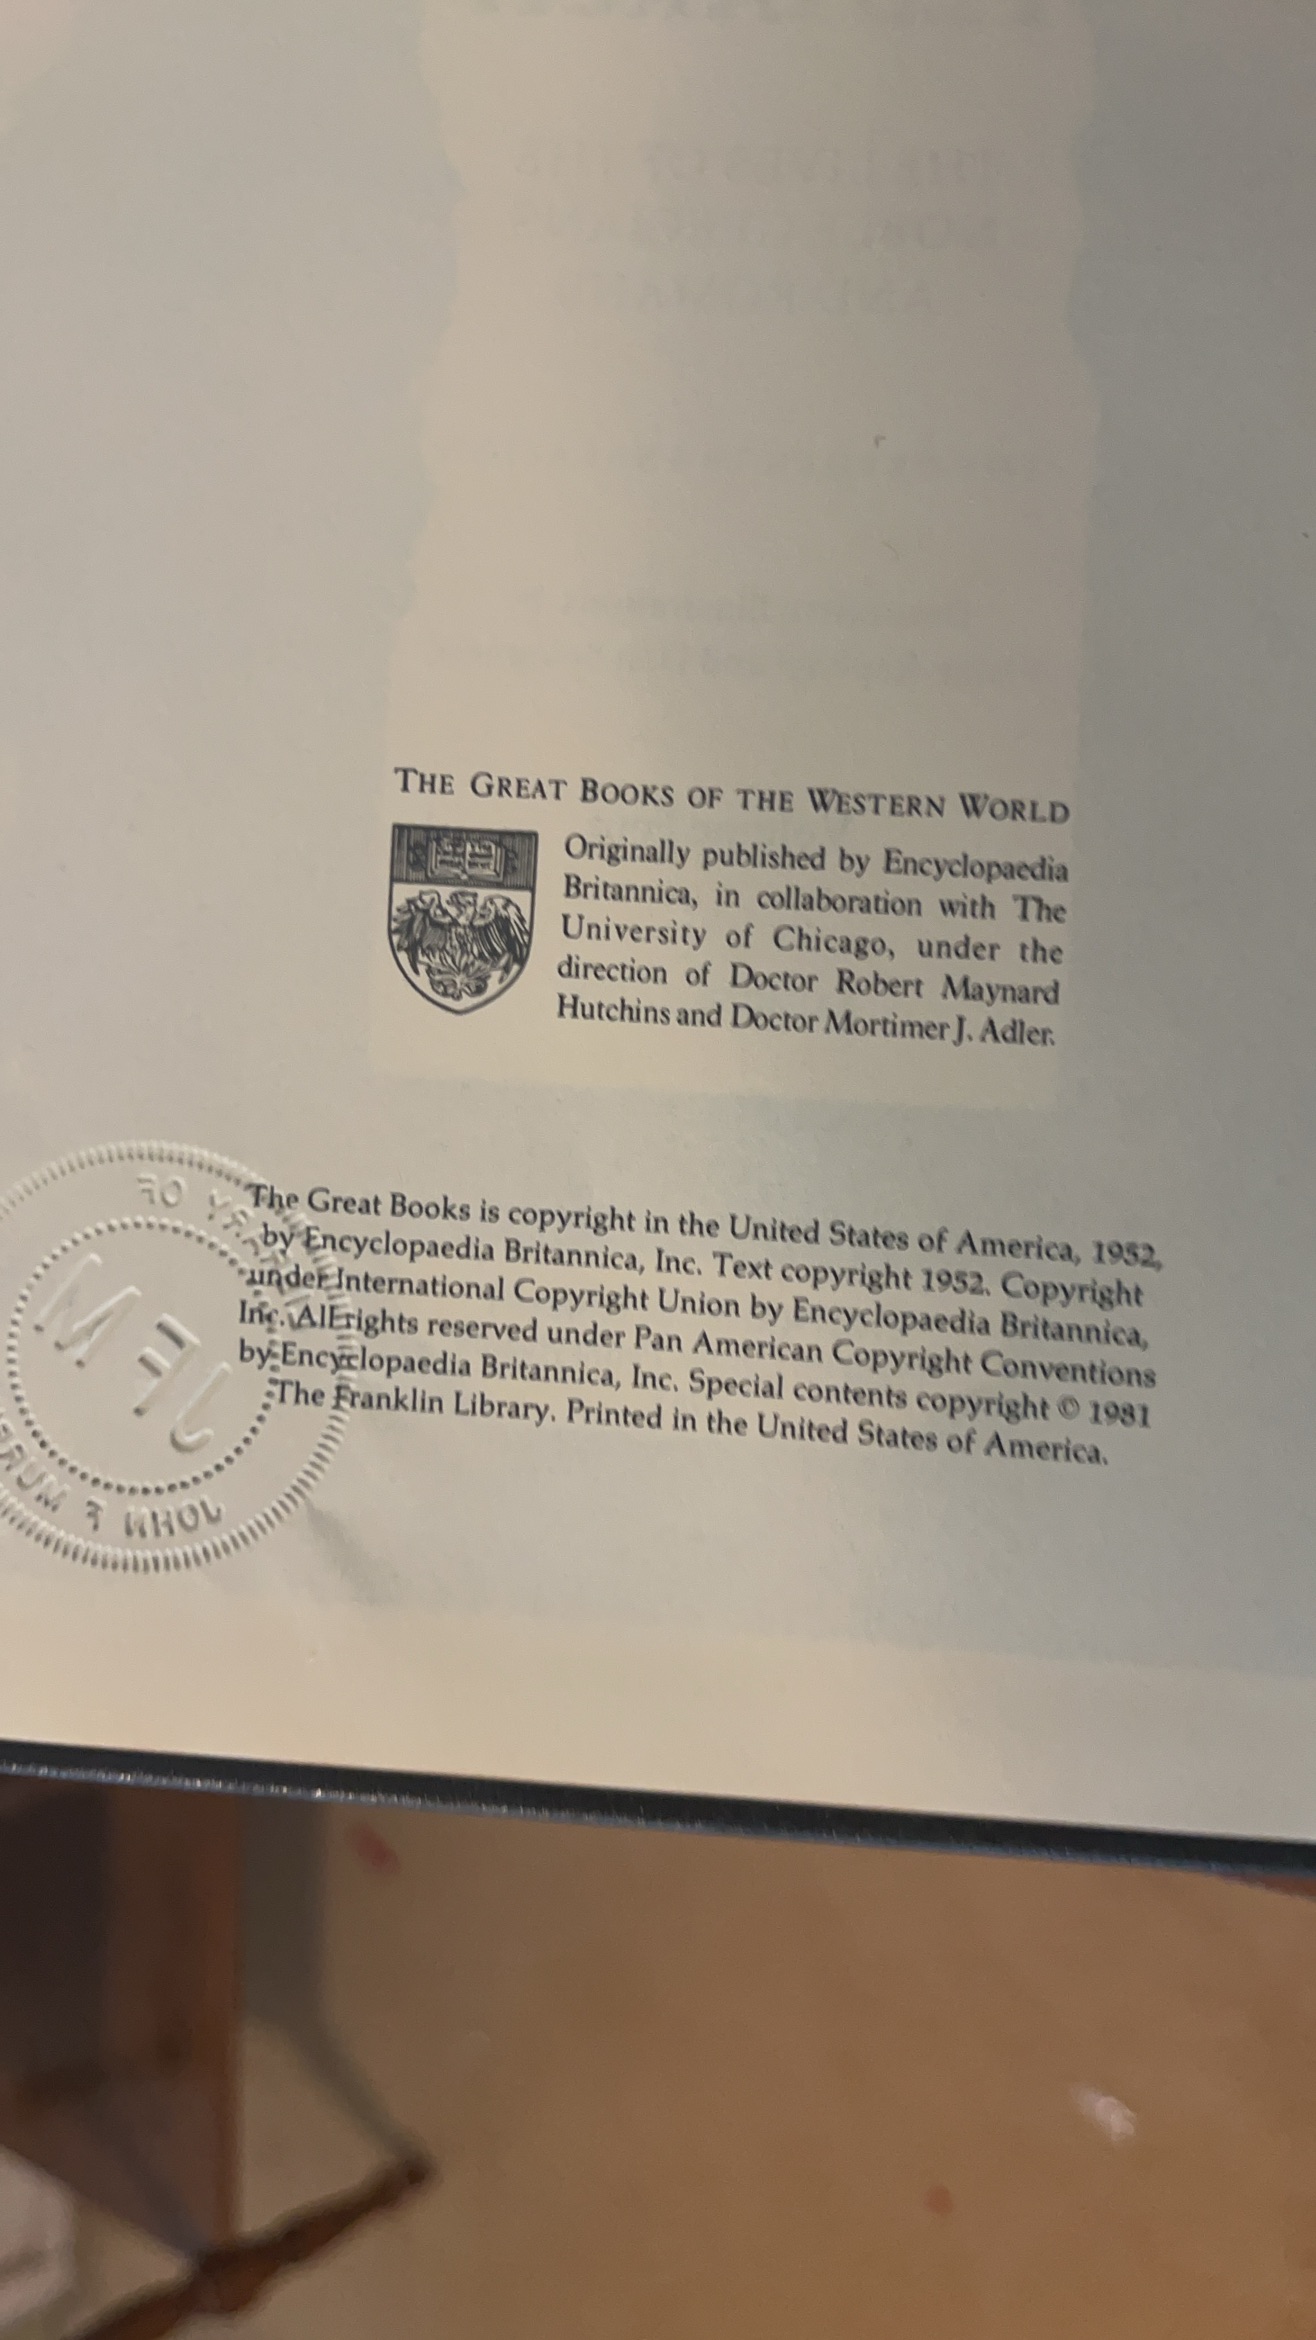 THE GREAT BOOKS OF THE WESTERN WORLD
Originally published by Encyclopaedia
Britannica, in collaboration with The
University of Chicago, under the
direction of Doctor Robert Maynard
Hutchins and Doctor Mortimer J. Adler.
The Great Books is copyright in the United States of America, 1952,
by Encyclopaedia Britannica, Inc. Text copyright 1952. Copyright
under International Copyright Union by Encyclopaedia Britannica,
Inc. All rights reserved under Pan American Copyright Conventions
by Encyclopaedia Britannica, Inc. Special contents copyright © 1981
The Franklin Library. Printed in the United States of America.
JFM
JOHN F
OF